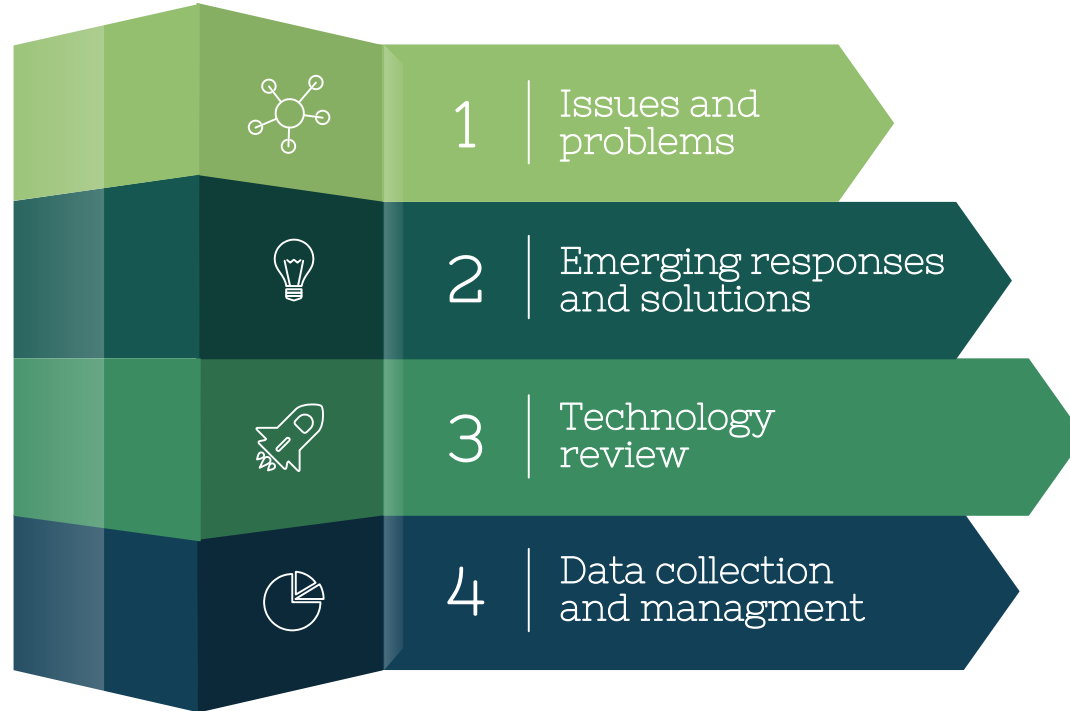 1
Issues and
problems
2
Emerging responses
and solutions
3
Technology
review
4
Data collection
and managment